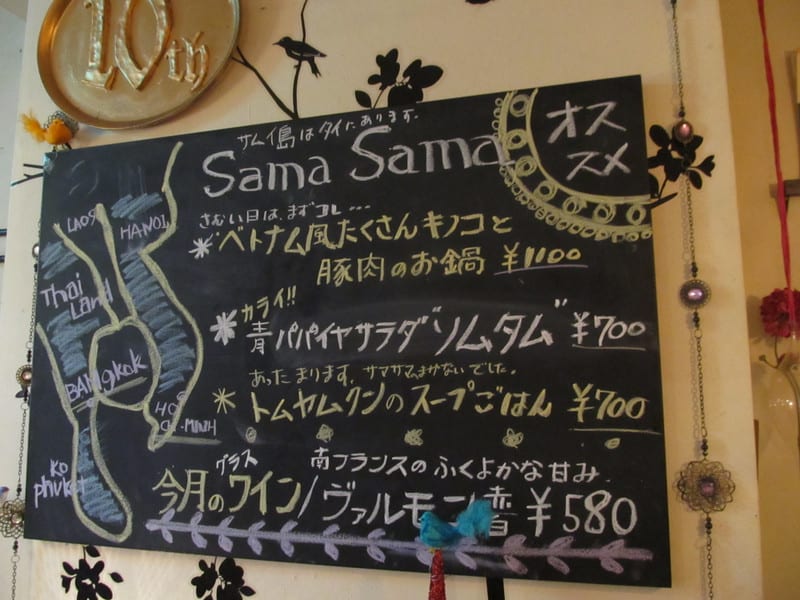 10th
サムイ島はタイにあります。
Sama Sama
オス
スメ
さむい日は、まずコレ・・・
*ベトナム風たくさんキノコと
豚肉のお鍋 ¥1100
カライ!!
*青パパイヤサラダ"ソムタム" ¥700
あったまります。サマサマまかないでした。
*トムヤムクンのスープごはん ¥700
グラス 南フランスのふくよかな甘み
今月のワイン/ヴァルモン ¥580
LAOS
HANOI
Thai
Land
BANgkok
HO
CHI-MINH
KO
phuket